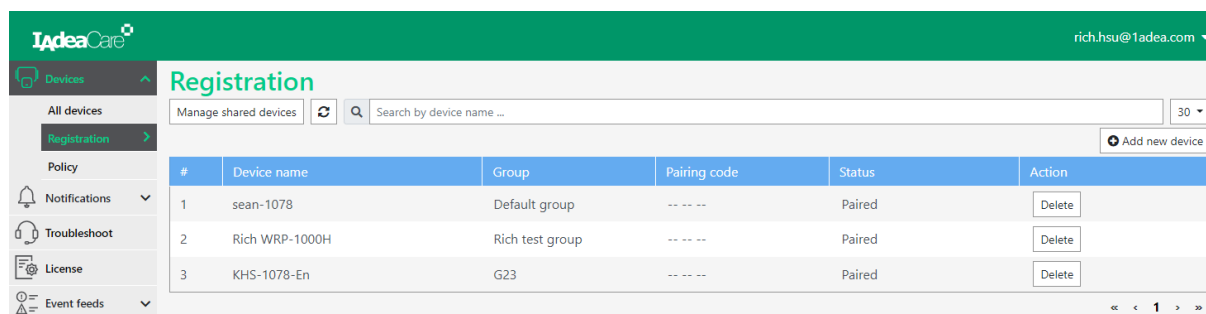 IAdeaCare
rich.hsu@1adea.com
Devices
All devices
Registration
Policy
Notifications
Troubleshoot
License
Event feeds
Registration
Manage shared devices Search by device name ... 30
Add new device
# Device name Group Pairing code Status Action
1 sean-1078 Default group -- -- -- Paired Delete
2 Rich WRP-1000H Rich test group -- -- -- Paired Delete
3 KHS-1078-En G23 -- -- -- Paired Delete
« ‹ 1 › »